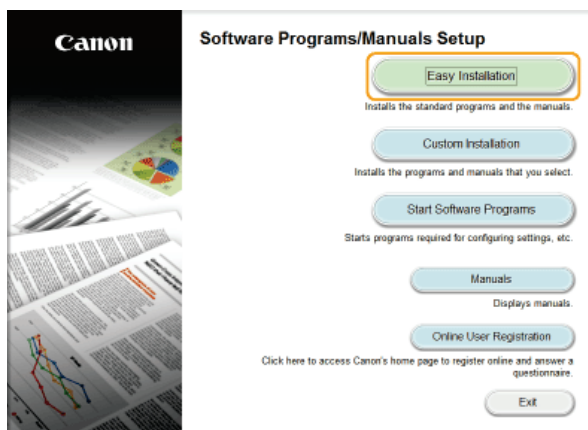 Canon
Software Programs/Manuals Setup
Easy Installation
Installs the standard programs and the manuals.
Custom Installation
Installs the programs and manuals that you select.
Start Software Programs
Starts programs required for configuring settings, etc.
Manuals
Displays manuals.
Online User Registration
Click here to access Canon's home page to register online and answer a
questionnaire.
Exit